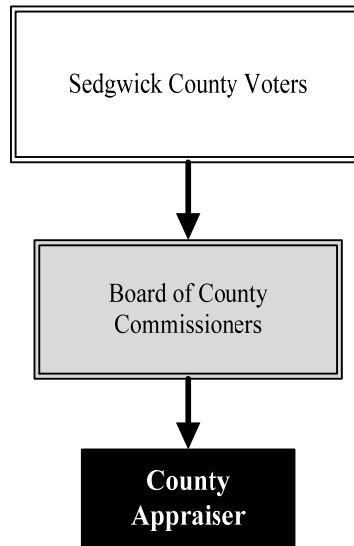 Sedgwick County Voters
Board of County
Commissioners
County
Appraiser